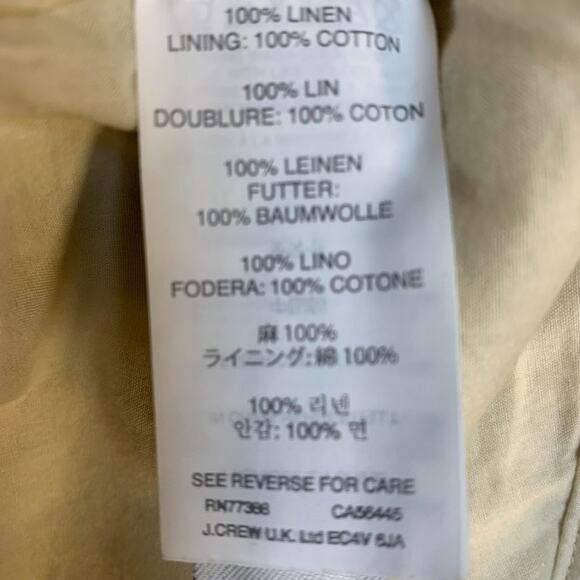 100% LINEN
LINING: 100% COTTON
100% LIN
DOUBLURE: 100% COTON
100% LEINEN
FUTTER:
100% BAUMWOLLE
100% LINO
FODERA: 100% COTONE
麻 100%
ライニング: 綿 100%
100% 리넨
안감: 100% 면
SEE REVERSE FOR CARE
RN77388 CA56445
J.CREW U.K. Ltd EC4V 6JA